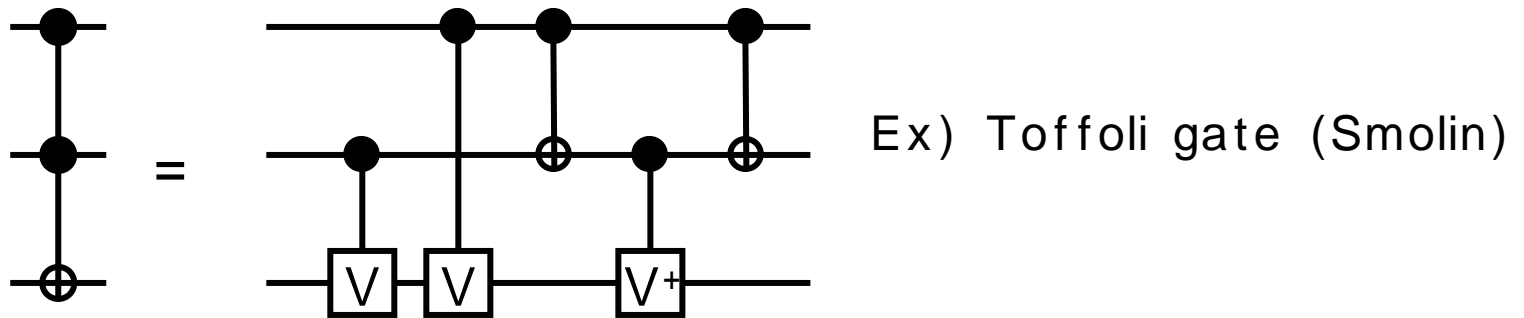 Ex) Toffoli gate (Smolin)
=
V V V+